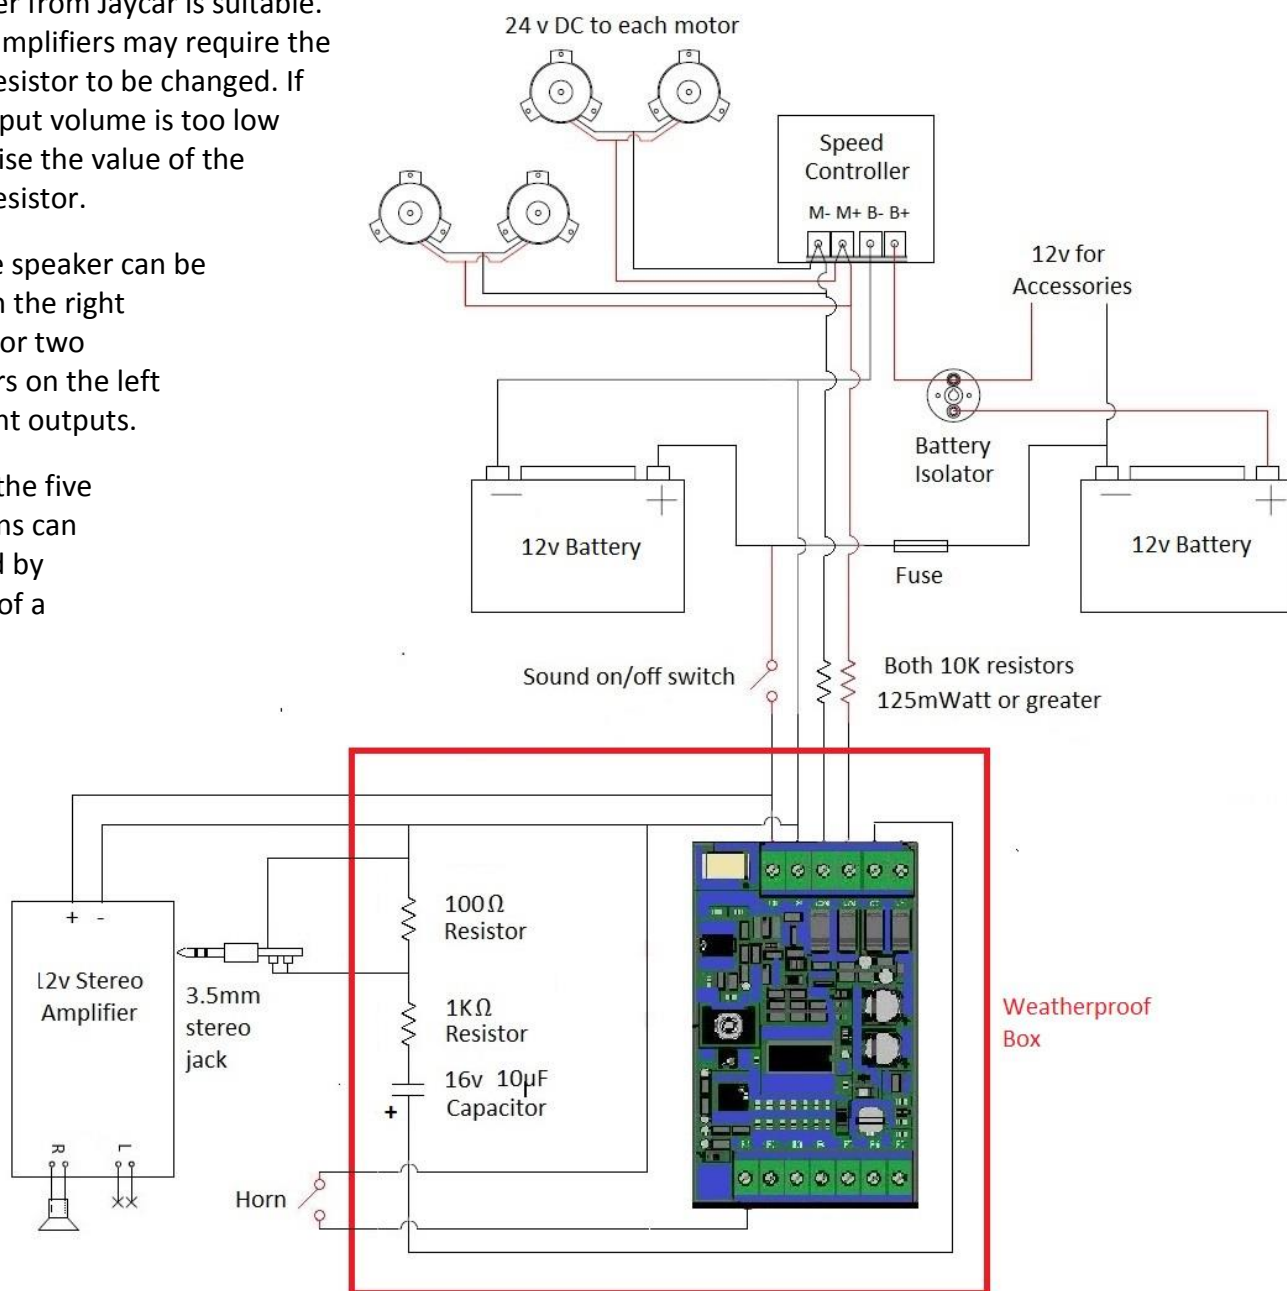 er from Jaycar is suitable.
mplifiers may require the
esistor to be changed. If
put volume is too low
ise the value of the
esistor.
e speaker can be
n the right
or two
rs on the left
nt outputs.
the five
ns can
d by
of a
24 v DC to each motor
Speed
Controller
M- M+ B- B+
12v for
Accessories
Battery
Isolator
12v Battery
12v Battery
Fuse
Sound on/off switch
Both 10K resistors
125mWatt or greater
100Ω
Resistor
1KΩ
Resistor
16v 10µF
Capacitor
+
+ -
12v Stereo
Amplifier
3.5mm
stereo
jack
R L
Horn
Weatherproof
Box